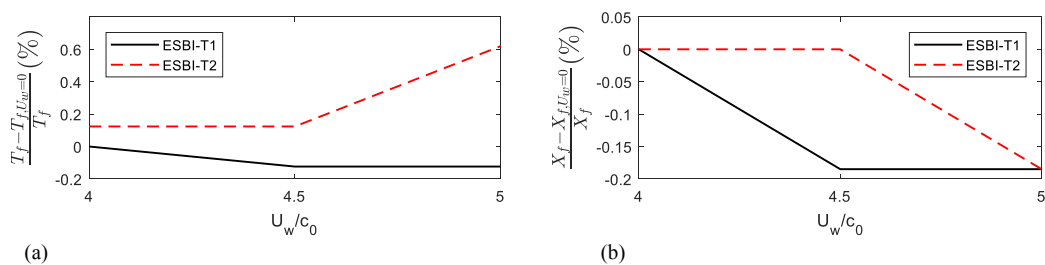 0.6
0.4
0.2
0
-0.2
T_f−T_{f,U_w=0} / T_f (%)
ESBI-T1
ESBI-T2
4
4.5
5
U_w/c_0
(a)
0.05
0
-0.05
-0.1
-0.15
-0.2
X_f−X_{f,U_w=0} / X_f (%)
ESBI-T1
ESBI-T2
4
4.5
5
U_w/c_0
(b)